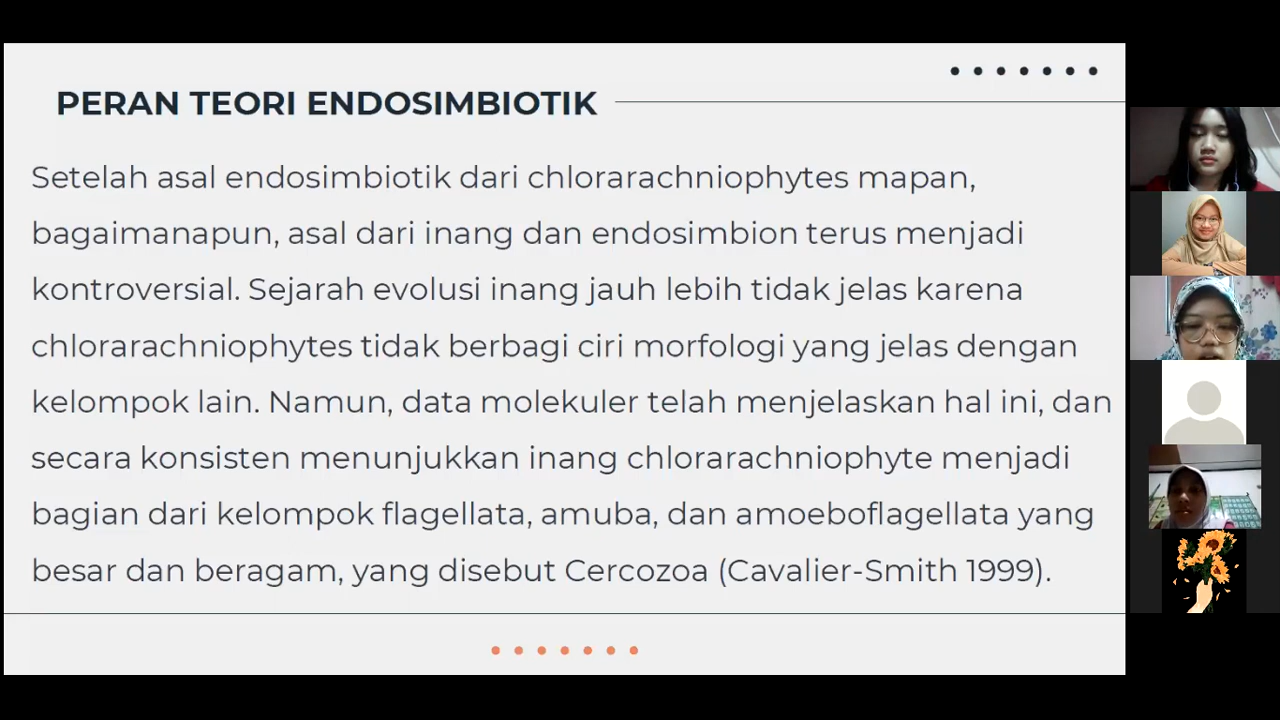 PERAN TEORI ENDOSIMBIOTIK
Setelah asal endosimbiotik dari chlorarachniophytes mapan,
bagaimanapun, asal dari inang dan endosimbion terus menjadi
kontroversial. Sejarah evolusi inang jauh lebih tidak jelas karena
chlorarachniophytes tidak berbagi ciri morfologi yang jelas dengan
kelompok lain. Namun, data molekuler telah menjelaskan hal ini, dan
secara konsisten menunjukkan inang chlorarachniophyte menjadi
bagian dari kelompok flagellata, amuba, dan amoeboflagellata yang
besar dan beragam, yang disebut Cercozoa (Cavalier-Smith 1999).